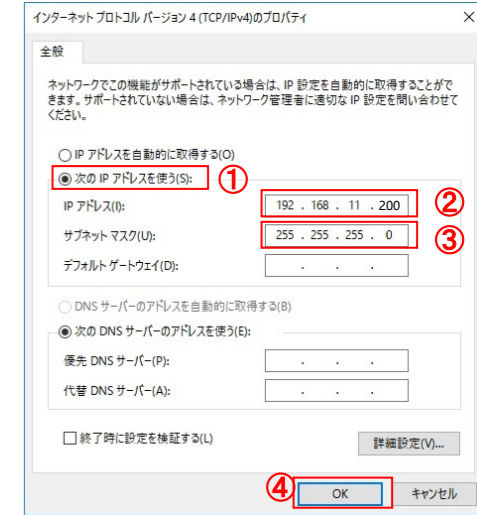 インターネット プロトコル バージョン 4 (TCP/IPv4)のプロパティ
全般
ネットワークでこの機能がサポートされている場合は、IP 設定を自動的に取得することがで
きます。サポートされていない場合は、ネットワーク管理者に適切な IP 設定を問い合わせて
ください。
IP アドレスを自動的に取得する(O)
次の IP アドレスを使う(S): ①
IP アドレス(I): 192 . 168 . 11 . 200 ②
サブネット マスク(U): 255 . 255 . 255 . 0 ③
デフォルト ゲートウェイ(D): . . .
DNS サーバーのアドレスを自動的に取得する(B)
次の DNS サーバーのアドレスを使う(E):
優先 DNS サーバー(P): . . .
代替 DNS サーバー(A): . . .
終了時に設定を検証する(L)
詳細設定(V)...
④ OK キャンセル